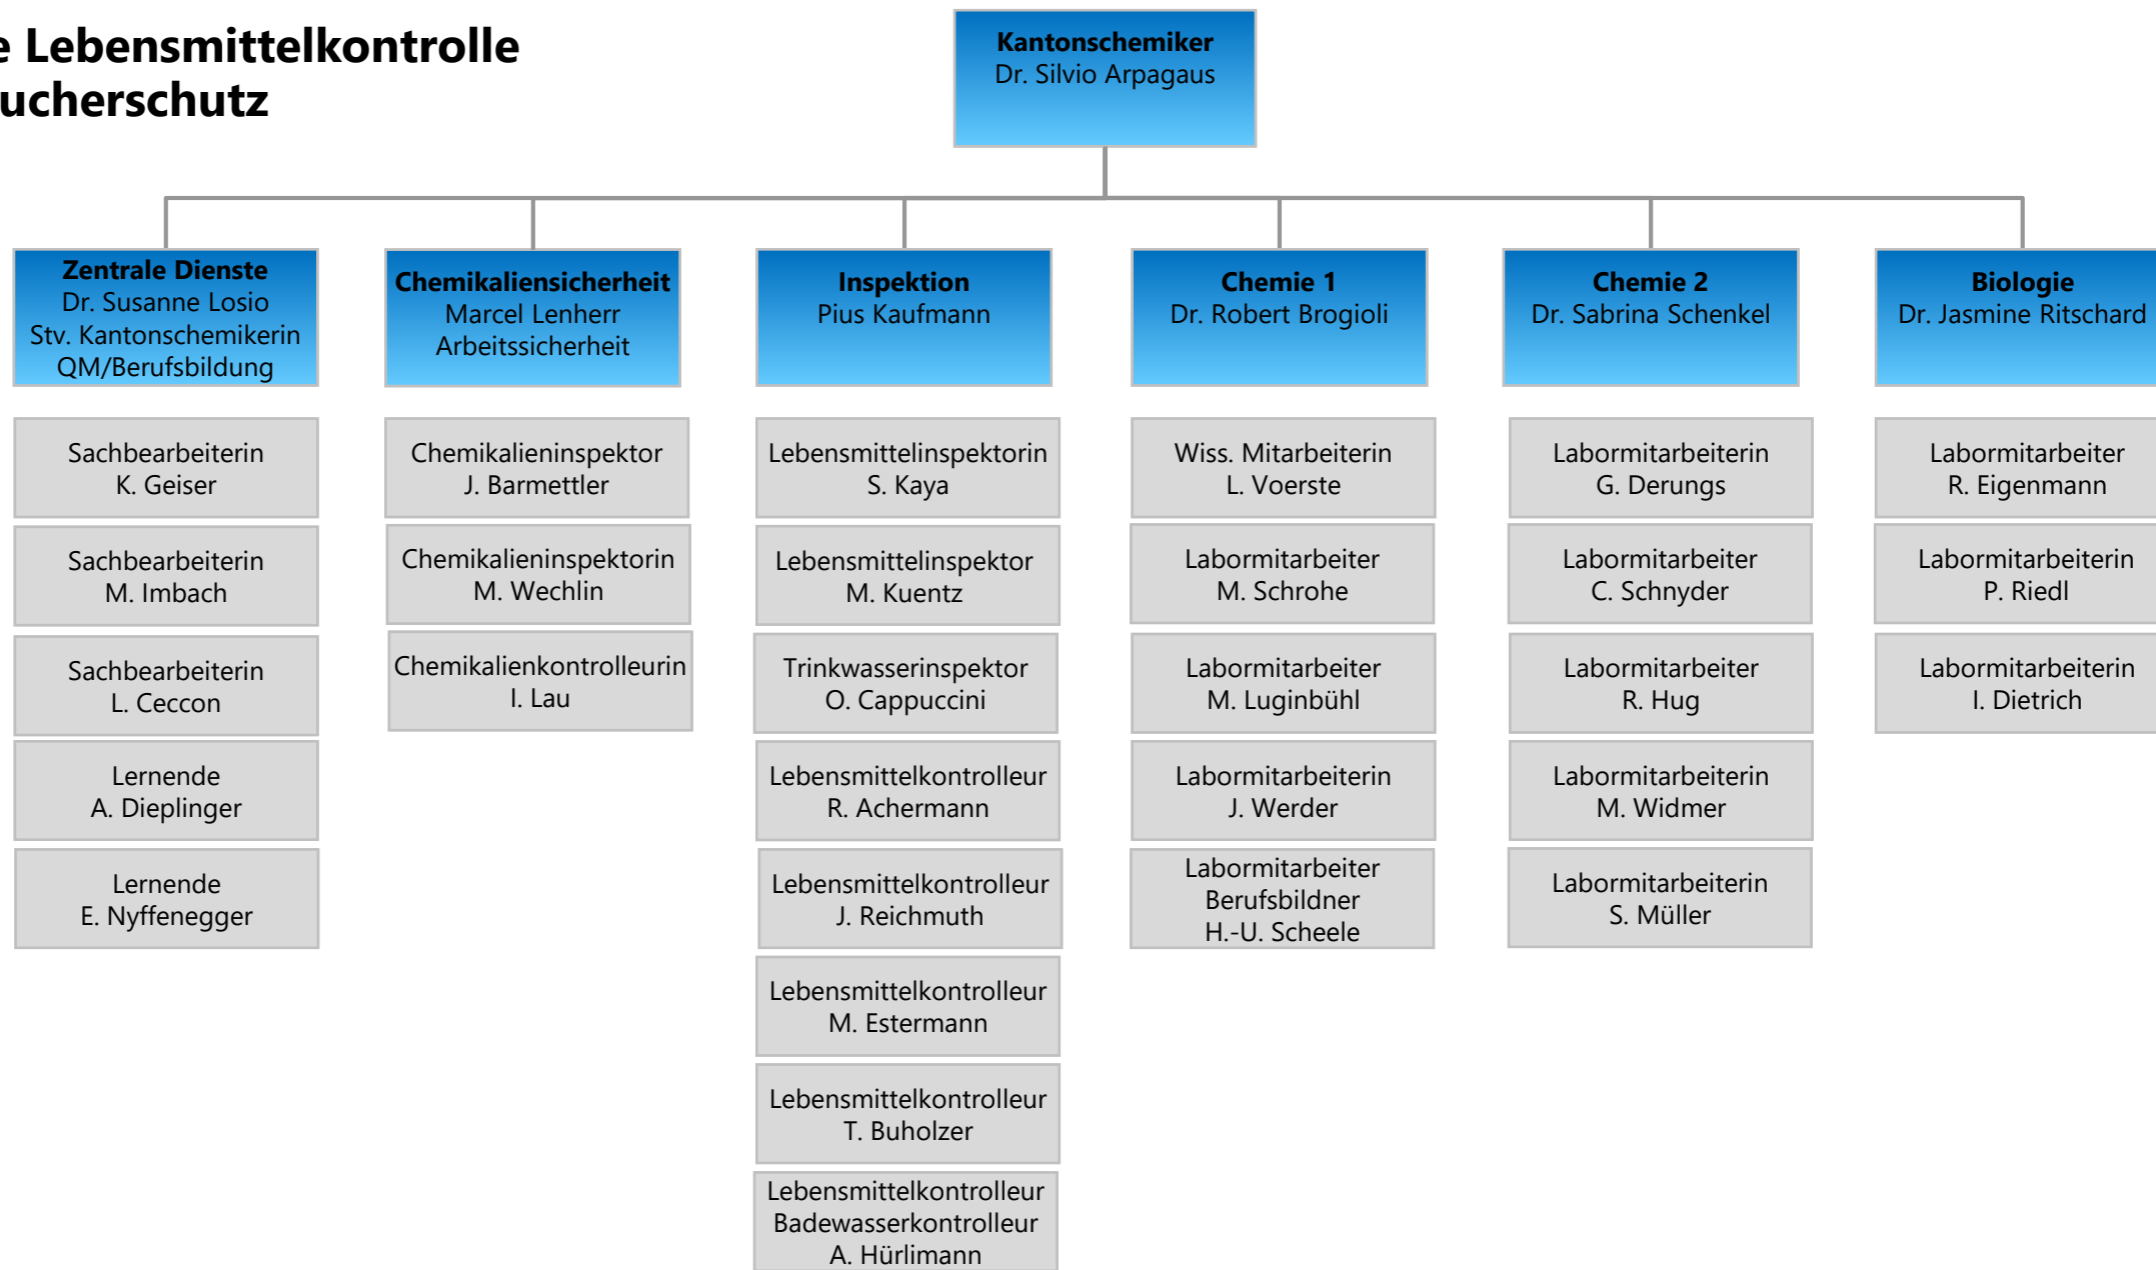 e Lebensmittelkontrolle
ucherschutz
Kantonschemiker
Dr. Silvio Arpagaus
Zentrale Dienste
Dr. Susanne Losio
Stv. Kantonschemikerin
QM/Berufsbildung
Sachbearbeiterin
K. Geiser
Sachbearbeiterin
M. Imbach
Sachbearbeiterin
L. Ceccon
Lernende
A. Dieplinger
Lernende
E. Nyffenegger
Chemikaliensicherheit
Marcel Lenherr
Arbeitssicherheit
Chemikalieninspektor
J. Barmettler
Chemikalieninspektorin
M. Wechlin
Chemikalienkontrolleurin
I. Lau
Inspektion
Pius Kaufmann
Lebensmittelinspektorin
S. Kaya
Lebensmittelinspektor
M. Kuentz
Trinkwasserinspektor
O. Cappuccini
Lebensmittelkontrolleur
R. Achermann
Lebensmittelkontrolleur
J. Reichmuth
Lebensmittelkontrolleur
M. Estermann
Lebensmittelkontrolleur
T. Buholzer
Lebensmittelkontrolleur
Badewasserkontrolleur
A. Hürlimann
Chemie 1
Dr. Robert Brogioli
Wiss. Mitarbeiterin
L. Voerste
Labormitarbeiter
M. Schrohe
Labormitarbeiter
M. Luginbühl
Labormitarbeiterin
J. Werder
Labormitarbeiter
Berufsbildner
H.-U. Scheele
Chemie 2
Dr. Sabrina Schenkel
Labormitarbeiterin
G. Derungs
Labormitarbeiter
C. Schnyder
Labormitarbeiter
R. Hug
Labormitarbeiterin
M. Widmer
Labormitarbeiterin
S. Müller
Biologie
Dr. Jasmine Ritschard
Labormitarbeiter
R. Eigenmann
Labormitarbeiterin
P. Riedl
Labormitarbeiterin
I. Dietrich